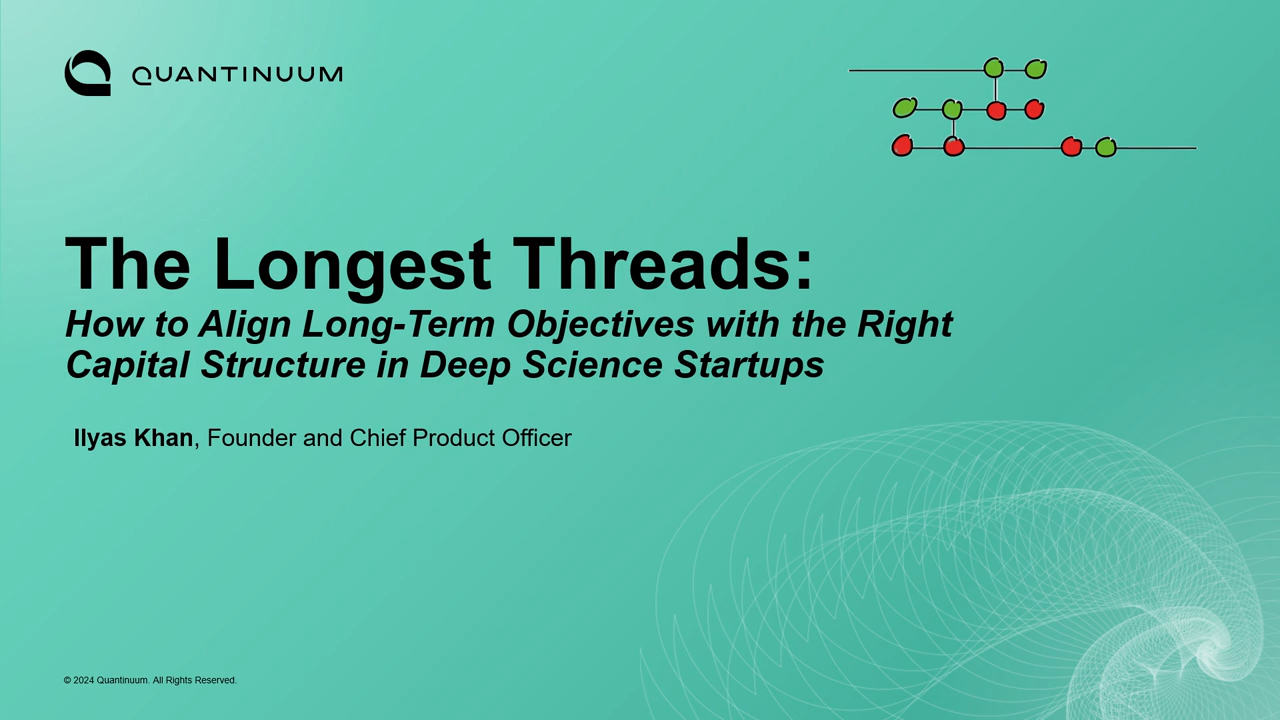 QUANTINUUM
The Longest Threads:
How to Align Long-Term Objectives with the Right
Capital Structure in Deep Science Startups
Ilyas Khan, Founder and Chief Product Officer
© 2024 Quantinuum. All Rights Reserved.